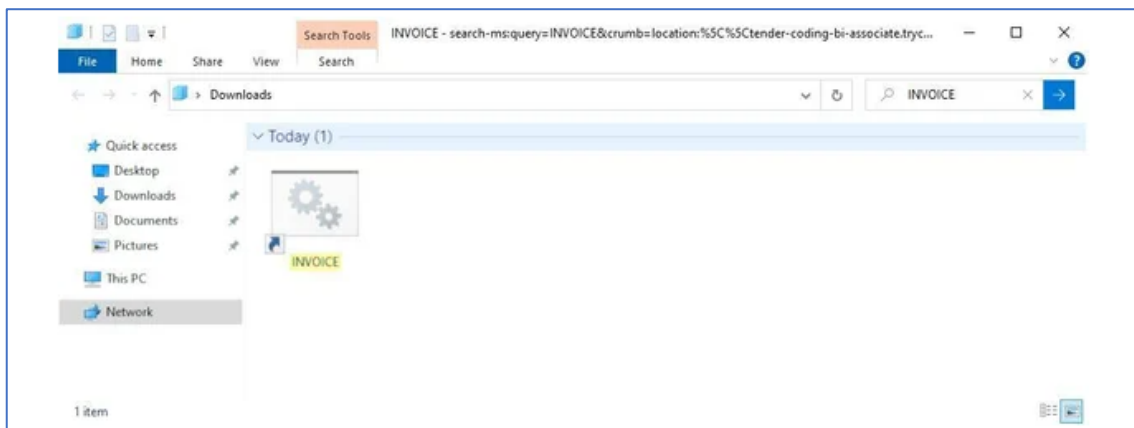 Search Tools INVOICE - search-ms:query=INVOICE&crumb=location:%5C%5Ctender-coding-bi-associate.tryc...
File Home Share View Search
Downloads INVOICE
Today (1)
Quick access
Desktop
Downloads
Documents
Pictures
INVOICE
This PC
Network
1 item